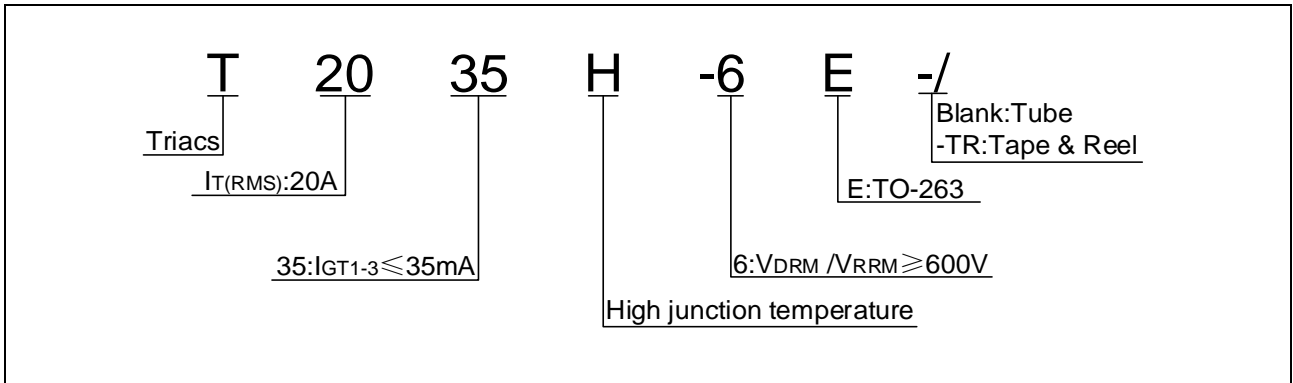 T 20 35 H -6 E -/
Blank:Tube
Triacs
-TR:Tape & Reel
IT(RMS):20A
E:TO-263
35:IGT1-3≤35mA
6:VDRM /VRRM≥600V
High junction temperature